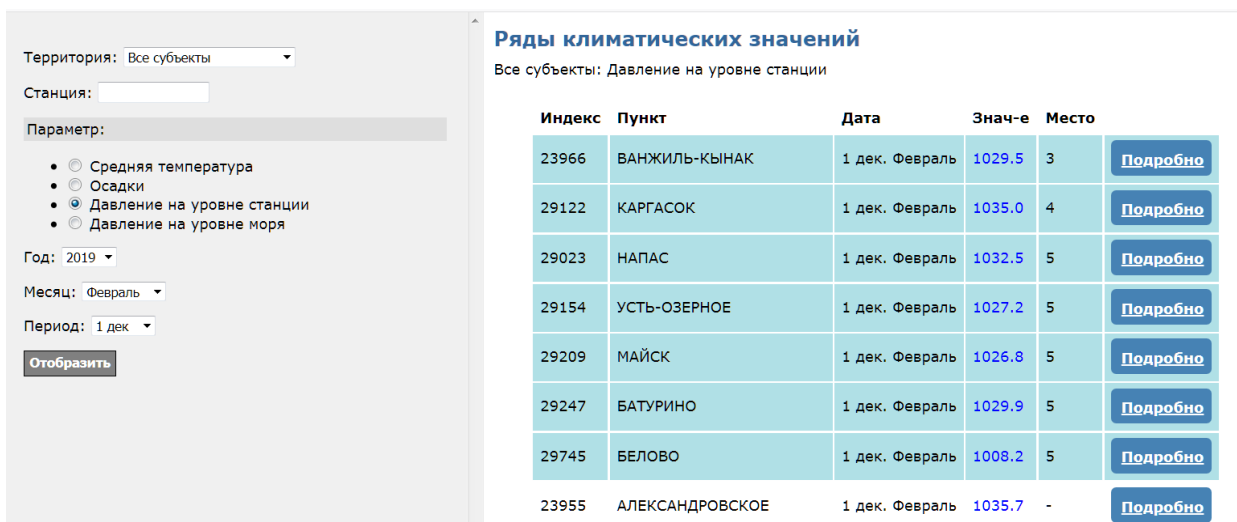 Территория: Все субъекты
Станция:
Параметр:
Средняя температура
Осадки
Давление на уровне станции
Давление на уровне моря
Год: 2019
Месяц: Февраль
Период: 1 дек
Отобразить
Ряды климатических значений
Все субъекты: Давление на уровне станции
Индекс Пункт Дата Знач-е Место
23966 ВАНЖИЛЬ-КЫНАК 1 дек. Февраль 1029.5 3 Подробно
29122 КАРГАСОК 1 дек. Февраль 1035.0 4 Подробно
29023 НАПАС 1 дек. Февраль 1032.5 5 Подробно
29154 УСТЬ-ОЗЕРНОЕ 1 дек. Февраль 1027.2 5 Подробно
29209 МАЙСК 1 дек. Февраль 1026.8 5 Подробно
29247 БАТУРИНО 1 дек. Февраль 1029.9 5 Подробно
29745 БЕЛОВО 1 дек. Февраль 1008.2 5 Подробно
23955 АЛЕКСАНДРОВСКОЕ 1 дек. Февраль 1035.7 - Подробно